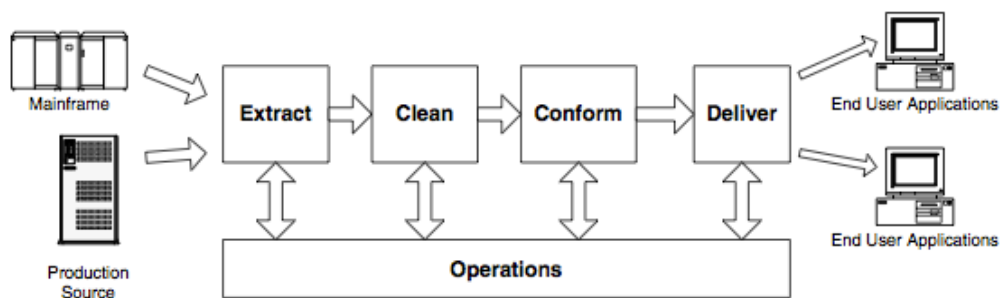 Mainframe
Production
Source
Extract
Clean
Conform
Deliver
Operations
End User Applications
End User Applications